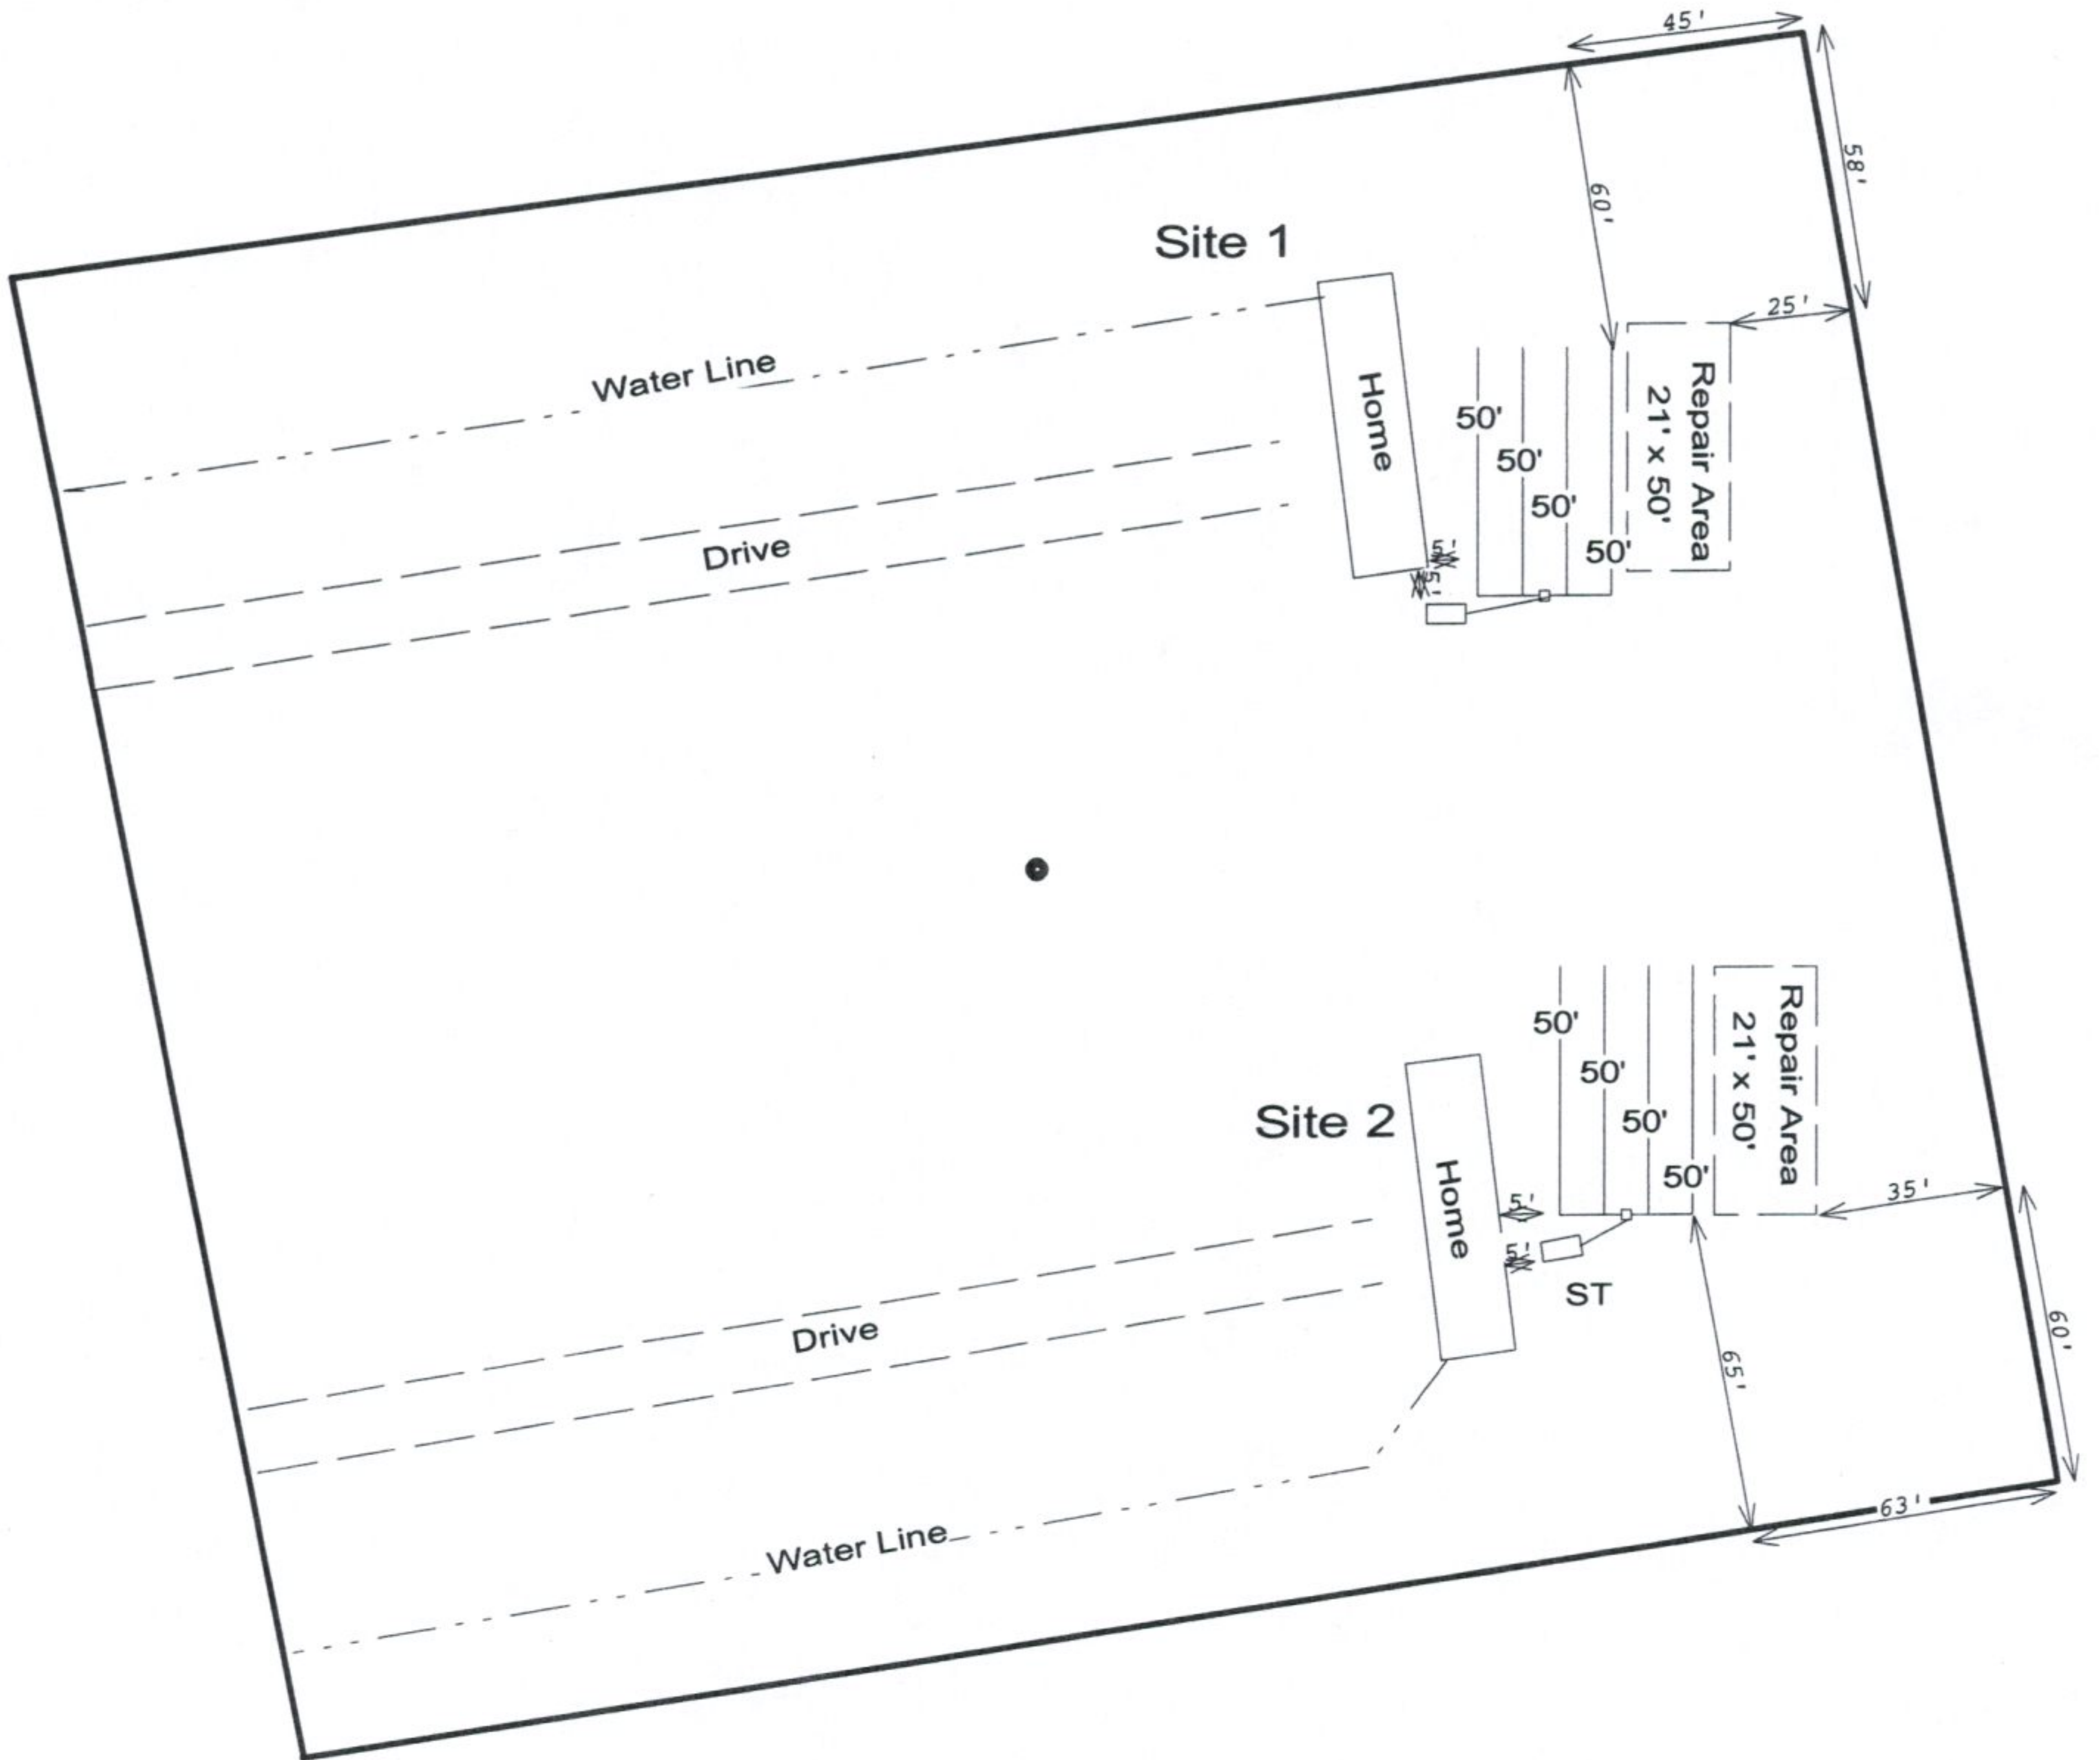 45'
58'
60'
Site 1
25'
Water Line
Home
50'
50'
50'
50'
Repair Area
21' x 50'
Drive
5'
5'
50'
50'
50'
50'
Repair Area
21' x 50'
Site 2
Home
5'
5'
ST
35'
60'
65'
Drive
63'
Water Line